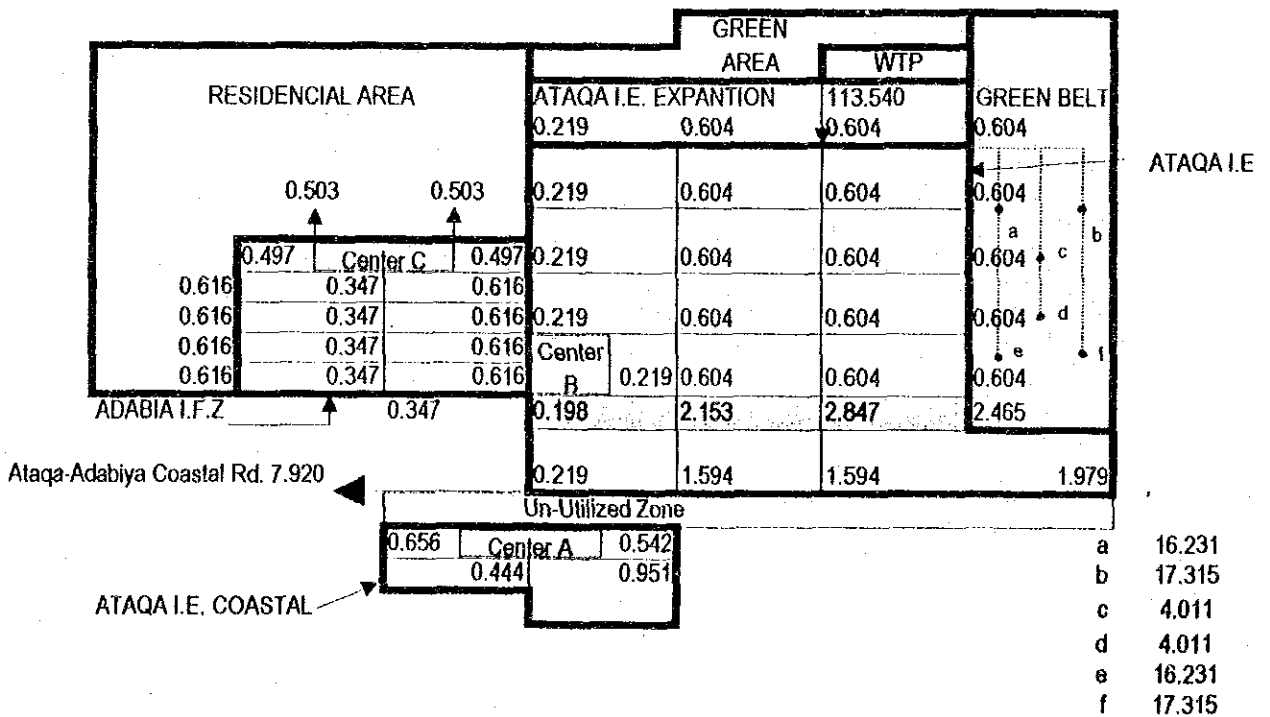 GREEN
AREA WTP
RESIDENCIAL AREA ATAQA I.E. EXPANTION 113.540 GREEN BELT
0.219 0.604 0.604 0.604
ATAQA I.E
0.503 0.503 0.219 0.604 0.604 0.604
a b
0.497 Center C 0.497 0.219 0.604 0.604 0.604 c
0.616 0.347 0.616
0.616 0.347 0.616 0.219 0.604 0.604 0.604 d
0.616 0.347 0.616 Center e f
0.616 0.347 0.616 B 0.219 0.604 0.604 0.604
ADABIA I.F.Z 0.347 0.198 2.153 2.847 2.465
Ataqa-Adabiya Coastal Rd. 7.920 0.219 1.594 1.594 1.979
Un-Utilized Zone
0.656 Center A 0.542
0.444 0.951
ATAQA I.E. COASTAL
a 16.231
b 17.315
c 4.011
d 4.011
e 16.231
f 17.315